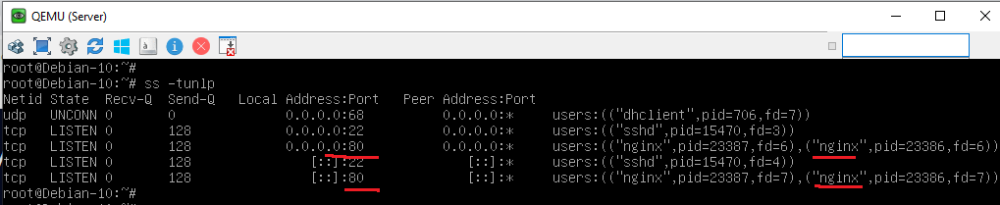 QEMU (Server)
root@Debian-10:~#
root@Debian-10:~# ss -tunlp
Netid State Recv-Q Send-Q Local Address:Port Peer Address:Port
udp UNCONN 0 0 0.0.0.0:68 0.0.0.0:* users:(("dhclient",pid=706,fd=7))
tcp LISTEN 0 128 0.0.0.0:22 0.0.0.0:* users:(("sshd",pid=15470,fd=3))
tcp LISTEN 0 128 0.0.0.0:80 0.0.0.0:* users:(("nginx",pid=23387,fd=6),("nginx",pid=23386,fd=6))
tcp LISTEN 0 128 [::]:22 [::]:* users:(("sshd",pid=15470,fd=4))
tcp LISTEN 0 128 [::]:80 [::]:* users:(("nginx",pid=23387,fd=7),("nginx",pid=23386,fd=7))
root@Debian-10:~#